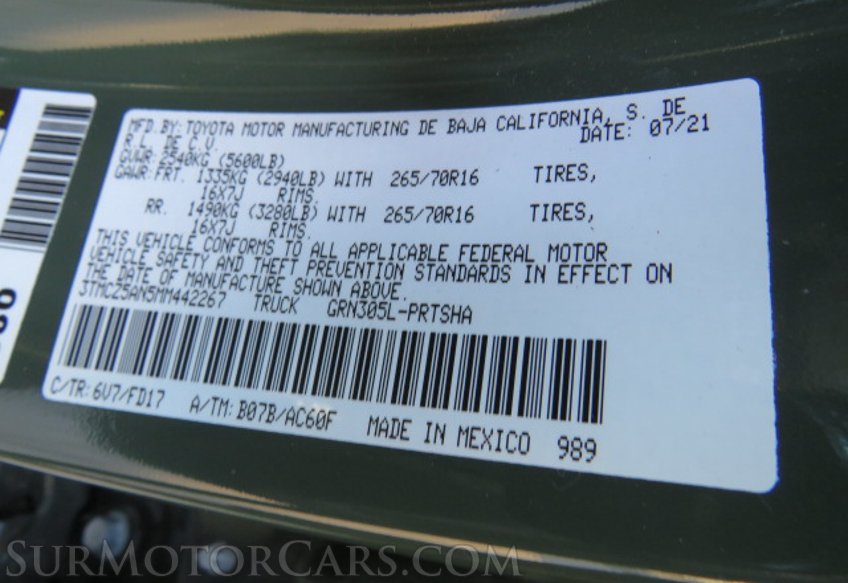 MFD. BY: TOYOTA MOTOR MANUFACTURING DE BAJA CALIFORNIA, S. DE
R.L. DE C.V. DATE: 07/21
GVWR: 2540KG (5600LB)
GAWR: FRT. 1335KG (2940LB) WITH 265/70R16 TIRES,
16X7J RIMS.
RR. 1490KG (3280LB) WITH 265/70R16 TIRES,
16X7J RIMS.
THIS VEHICLE CONFORMS TO ALL APPLICABLE FEDERAL MOTOR
VEHICLE SAFETY AND THEFT PREVENTION STANDARDS IN EFFECT ON
THE DATE OF MANUFACTURE SHOWN ABOVE.
3TMCZ5AN5MM442267 TRUCK GRN305L-PRTSHA
C/TR: 6V7/FD17 A/TM: B07B/AC60F MADE IN MEXICO 989
SURMOTORCARS.COM